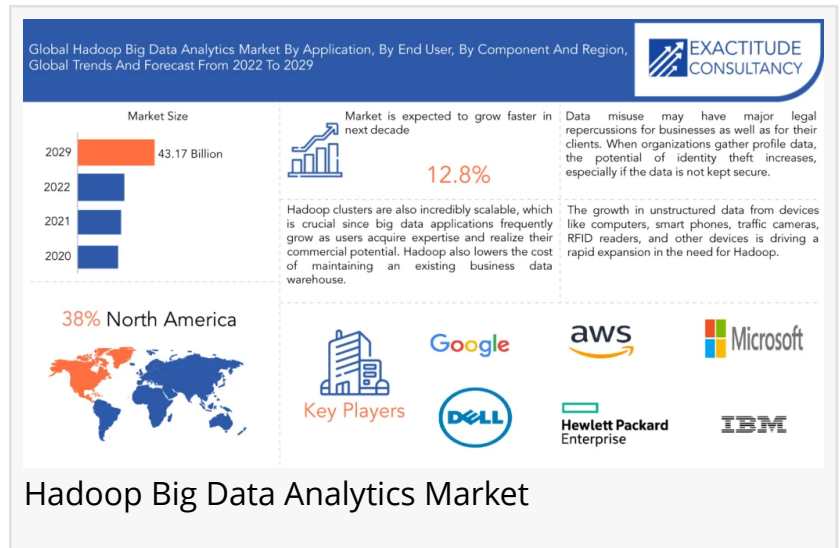 Global Hadoop Big Data Analytics Market By Application, By End User, By Component And Region,
Global Trends And Forecast From 2022 To 2029
EXACTITUDE
CONSULTANCY
Market Size
2029
43.17 Billion
2022
2021
2020
Market is expected to grow faster in
next decade
12.8%
Data misuse may have major legal
repercussions for businesses as well as for their
clients. When organizations gather profile data,
the potential of identity theft increases,
especially if the data is not kept secure.
Hadoop clusters are also incredibly scalable, which
is crucial since big data applications frequently
grow as users acquire expertise and realize their
commercial potential. Hadoop also lowers the cost
of maintaining an existing business data
warehouse.
The growth in unstructured data from devices
like computers, smart phones, traffic cameras,
RFID readers, and other devices is driving a
rapid expansion in the need for Hadoop.
38% North America
Key Players
Google
aws
Microsoft
DELL
Hewlett Packard
Enterprise
IBM
Hadoop Big Data Analytics Market